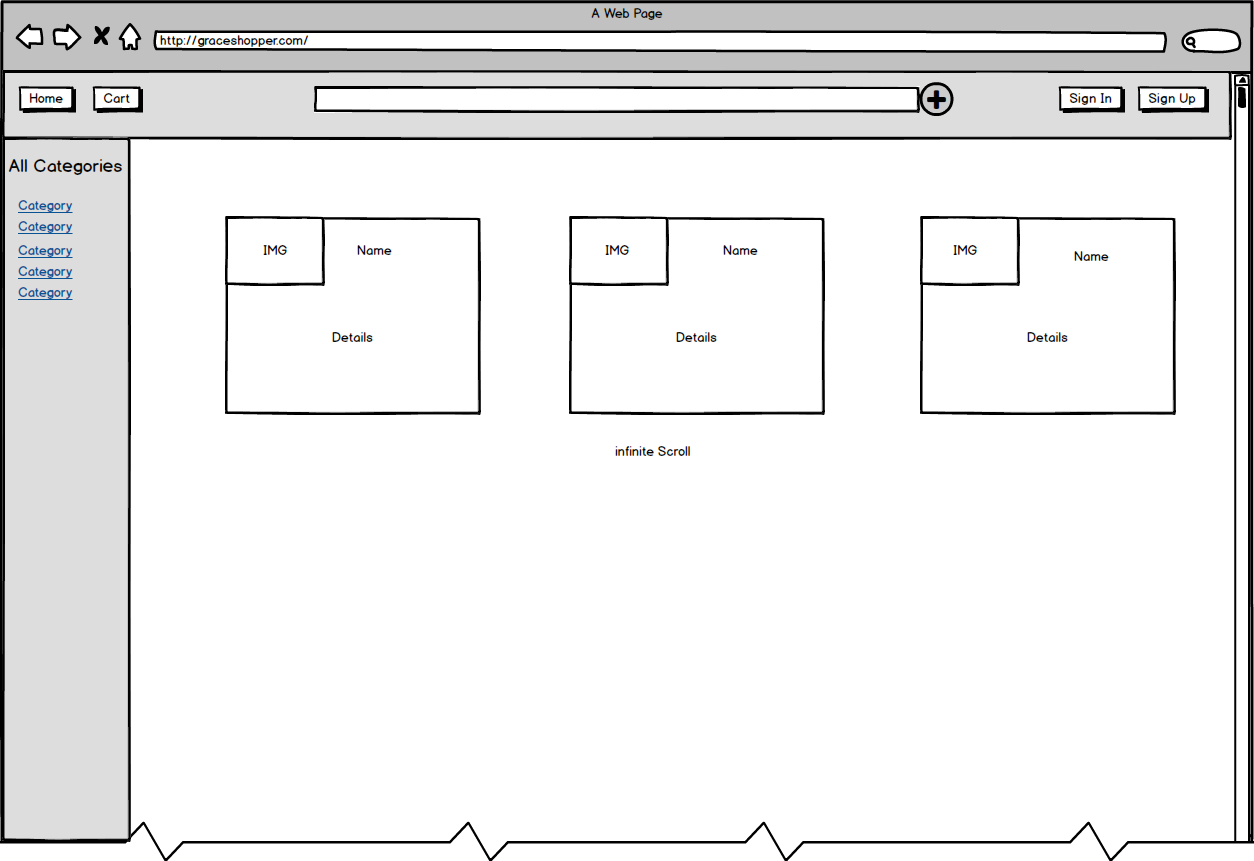 A Web Page
http://graceshopper.com/
Home
Cart
Sign In
Sign Up
All Categories
Category
Category
Category
Category
Category
IMG
Name
Details
IMG
Name
Details
IMG
Name
Details
infinite Scroll